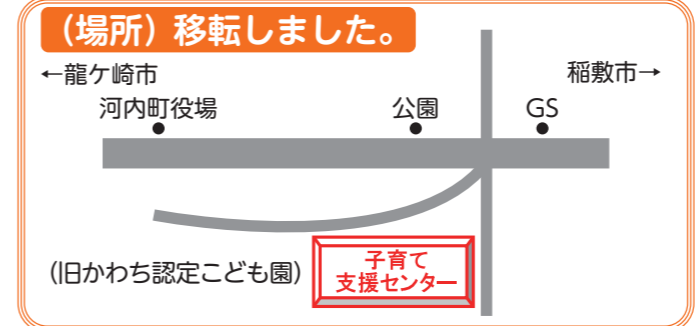 （場所）移転しました。
←龍ケ崎市
稲敷市→
河内町役場
公園
GS
（旧かわち認定こども園）
子育て
支援センター